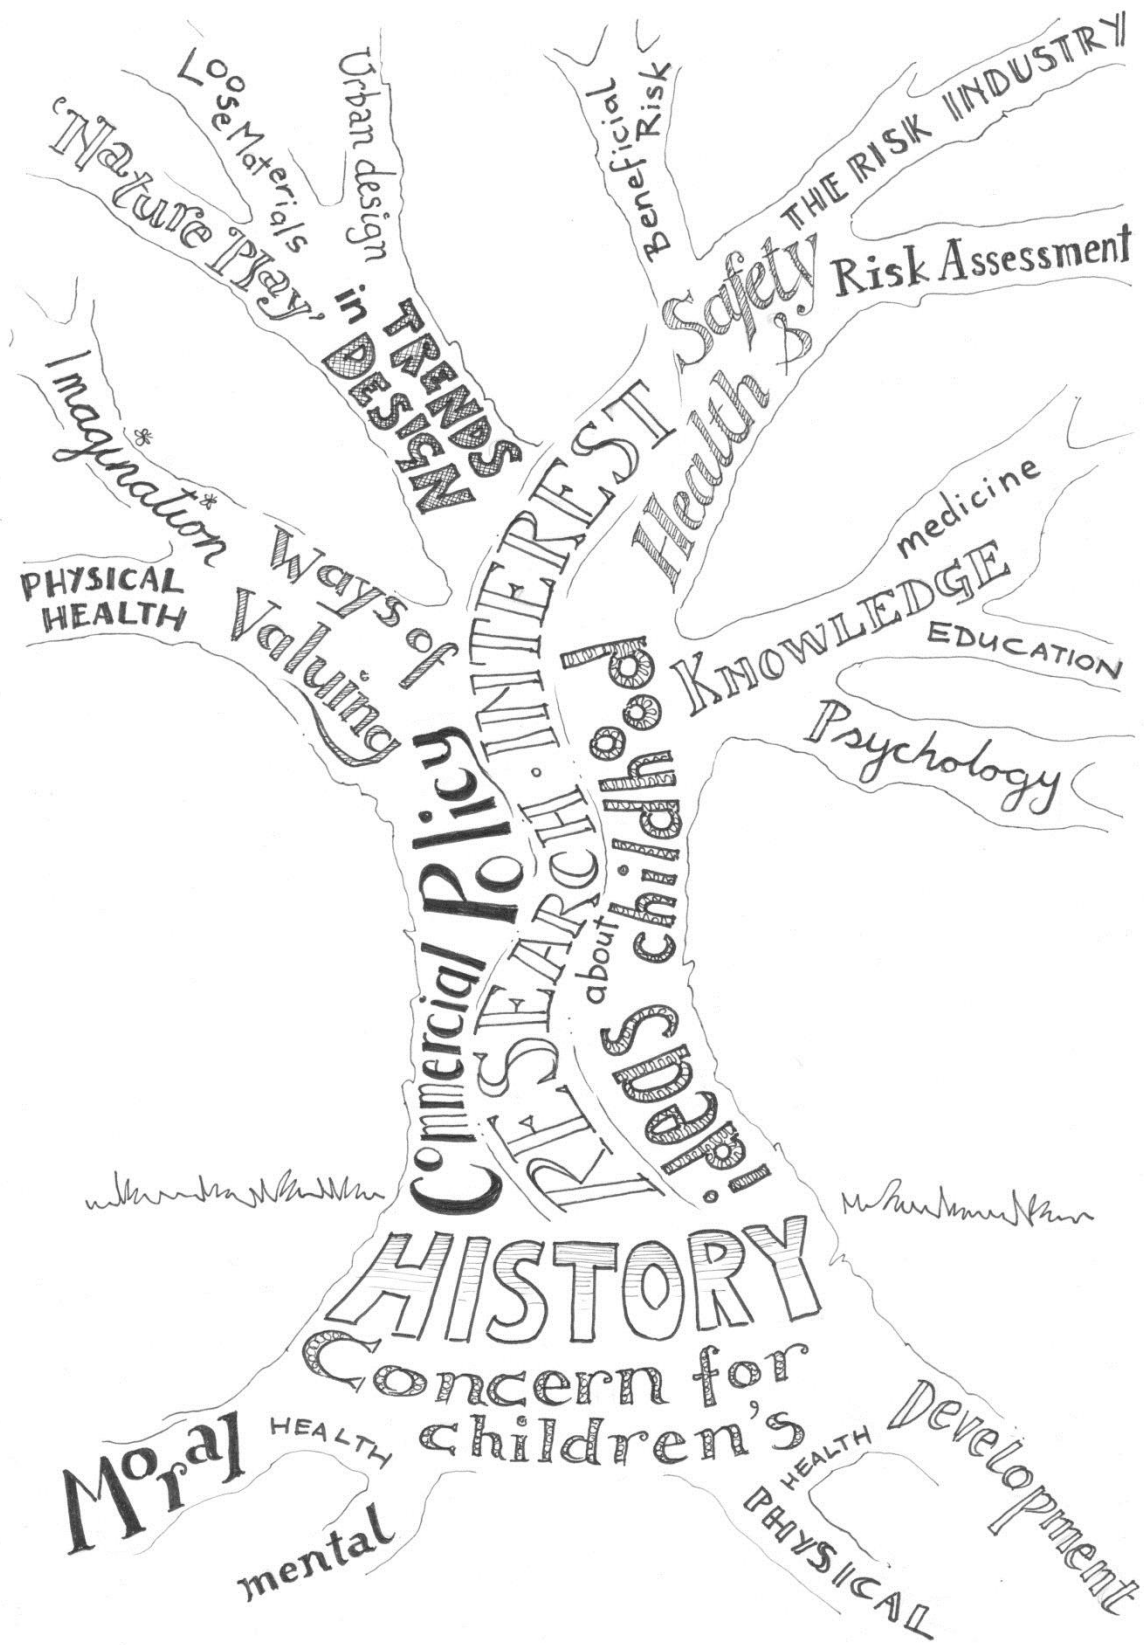 Loose Materials
Urban design
'Nature Play'
in
TRENDS
DESIGN
Beneficial
Risk
THE RISK INDUSTRY
Risk Assessment
Safety
&
Health
Imagination
PHYSICAL
HEALTH
Ways of
Valuing
medicine
KNOWLEDGE
EDUCATION
Psychology
Commercial Policy
RESEARCH · INTEREST
ideas about childhood
HISTORY
Concern for
children's
Moral
HEALTH
mental
HEALTH
PHYSICAL
Development